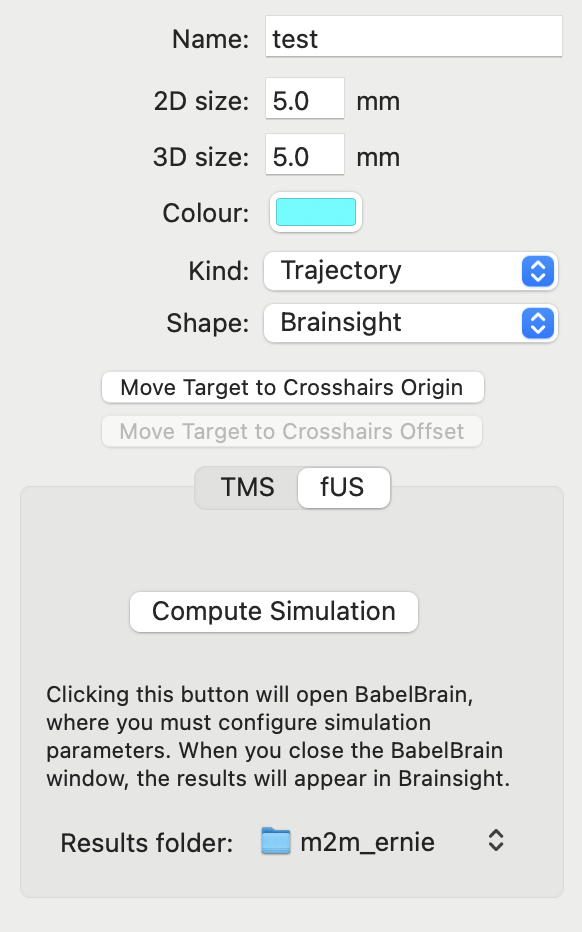 Name: test
2D size: 5.0 mm
3D size: 5.0 mm
Colour:
Kind: Trajectory
Shape: Brainsight
Move Target to Crosshairs Origin
Move Target to Crosshairs Offset
TMS fUS
Compute Simulation
Clicking this button will open BabelBrain,
where you must configure simulation
parameters. When you close the BabelBrain
window, the results will appear in Brainsight.
Results folder: m2m_ernie